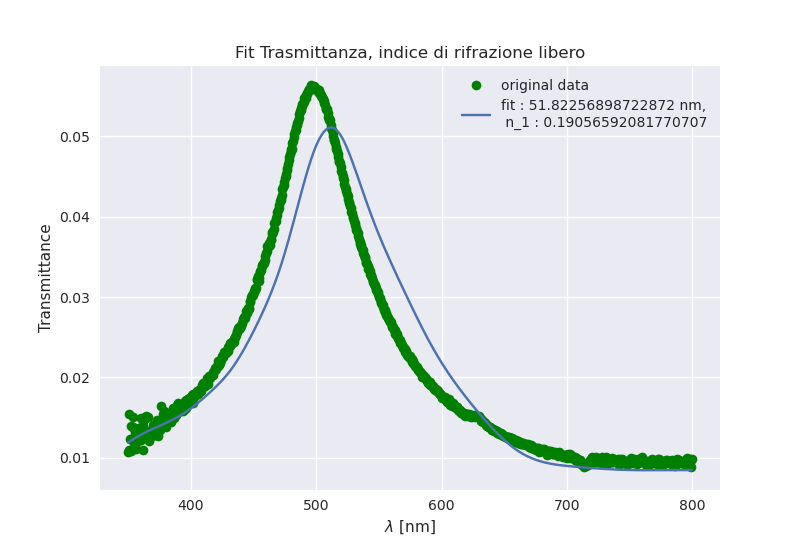 Fit Trasmittanza, indice di rifrazione libero
original data
fit : 51.82256898722872 nm,
n_1 : 0.19056592081770707
0.05
0.04
0.03
0.02
0.01
Transmittance
400
500
600
700
800
λ [nm]